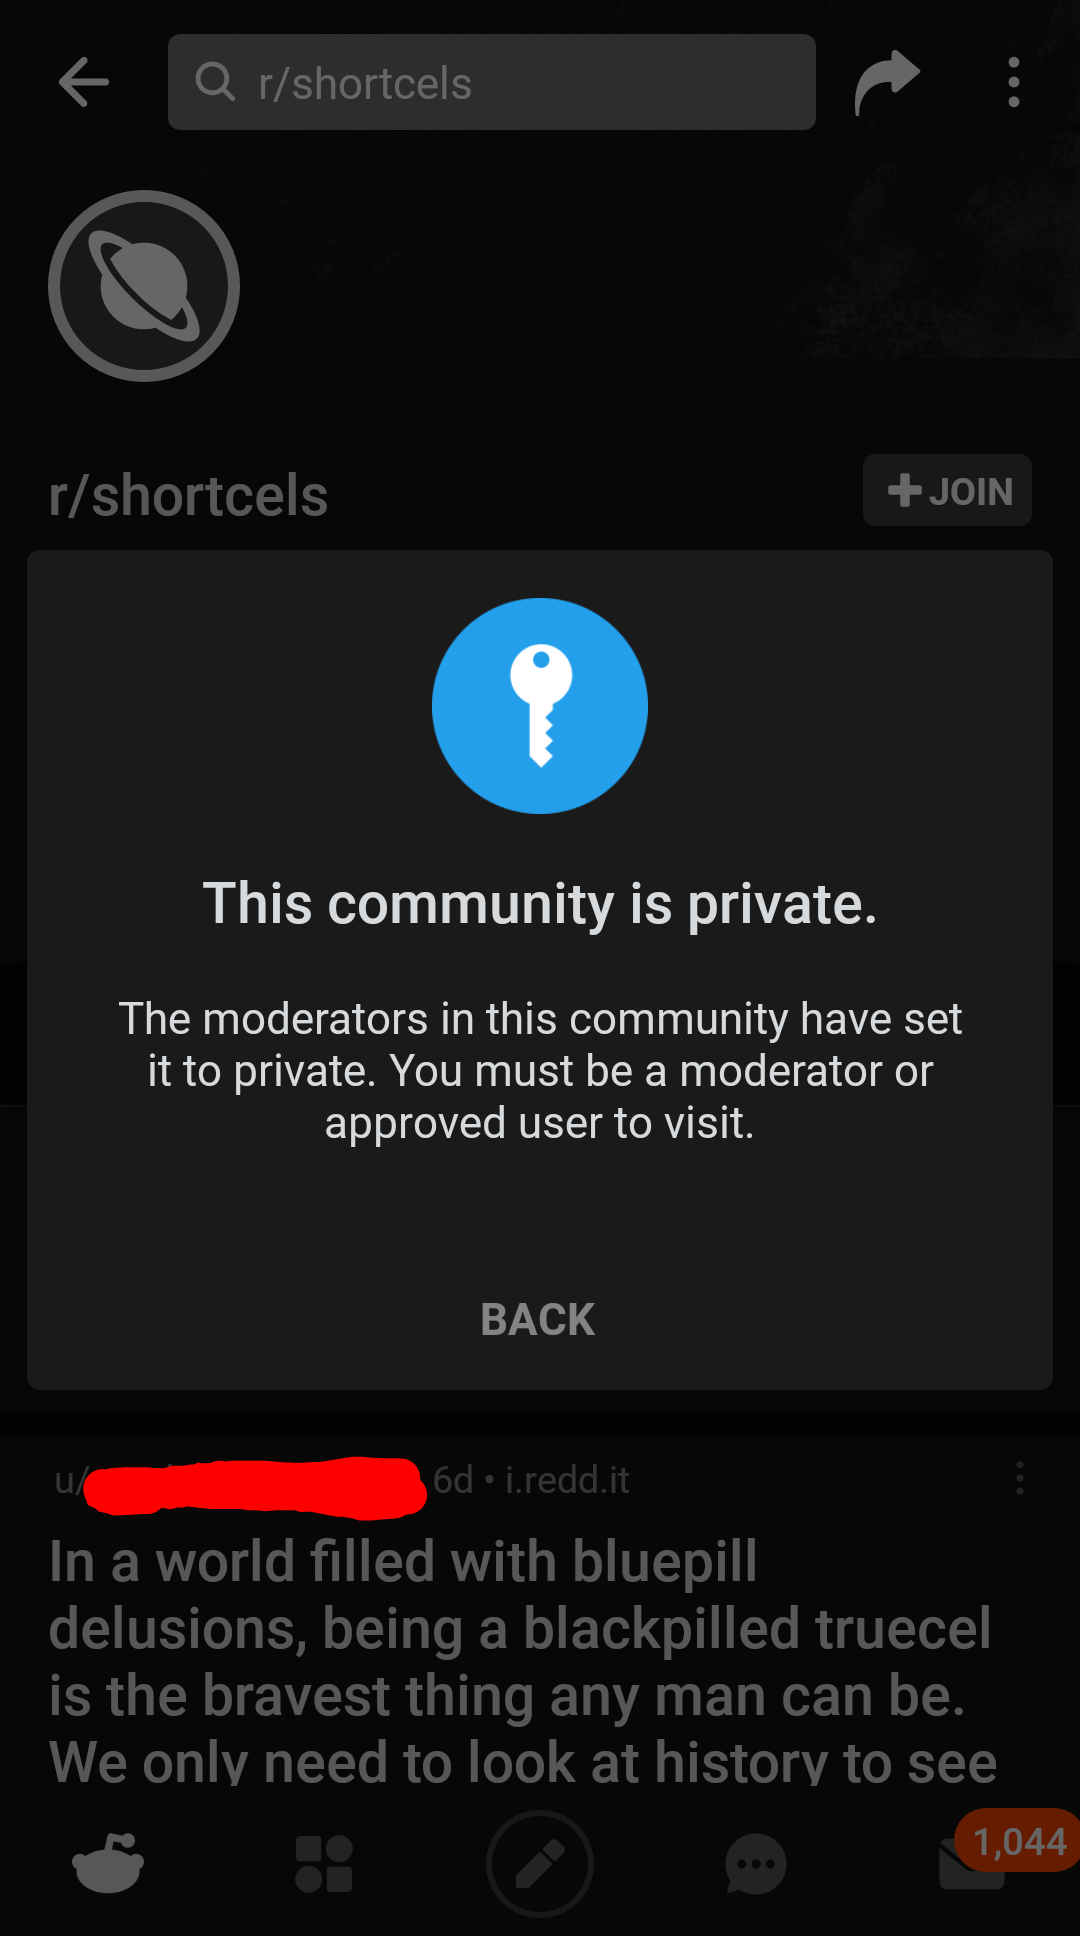 r/shortcels
r/shortcels
JOIN
This community is private.
The moderators in this community have set
it to private. You must be a moderator or
approved user to visit.
BACK
u/ 6d • i.redd.it
In a world filled with bluepill
delusions, being a blackpilled truecel
is the bravest thing any man can be.
We only need to look at history to see
1,044